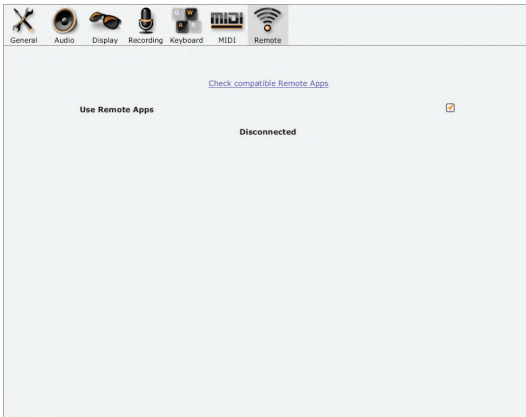 General Audio Display Recording Keyboard MIDI Remote
Check compatible Remote Apps
Use Remote Apps
Disconnected